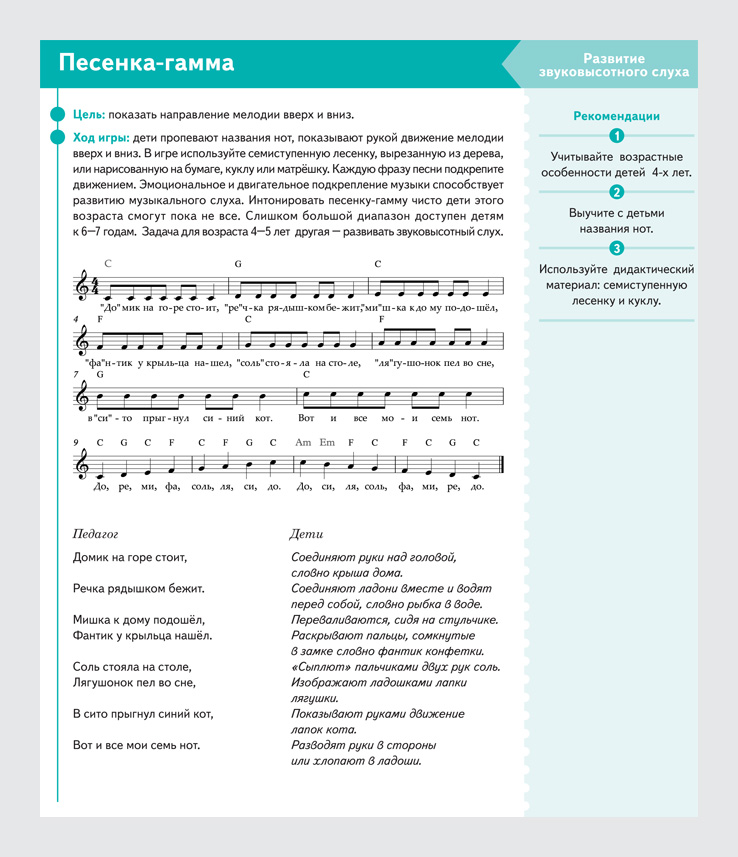 Песенка-гамма
Развитие
звуковысотного слуха
Цель: показать направление мелодии вверх и вниз.
Ход игры: дети пропевают названия нот, показывают рукой движение мелодии
вверх и вниз. В игре используйте семиступенную лесенку, вырезанную из дерева,
или нарисованную на бумаге, куклу или матрёшку. Каждую фразу песни подкрепите
движением. Эмоциональное и двигательное подкрепление музыки способствует
развитию музыкального слуха. Интонировать песенку-гамму чисто дети этого
возраста смогут пока не все. Слишком большой диапазон доступен детям
к 6—7 годам. Задача для возраста 4—5 лет другая — развивать звуковысотный слух.
C G C
4
4
"До"мик на го-ре сто-ит, "ре"ч-ка ря-дыш-ком бе-жит,"ми"ш-ка к до му по-до-шёл,
4 F C F
"фа"н-тик у крыль-ца на-шел, "соль"сто-я-ла на сто-ле, "ля"гу-шо-нок пел во сне,
7 G C
в "си" - то прыг-нул си - ний кот. Вот и все мо - и семь нот.
9 C G C F C F G C Am Em F C F C G C
До, ре, ми, фа, соль, ля, си, до. До, си, ля, соль, фа, ми, ре, до.
Педагог Дети
Домик на горе стоит, Соединяют руки над головой,
словно крыша дома.
Речка рядышком бежит. Соединяют ладони вместе и водят
перед собой, словно рыбка в воде.
Мишка к дому подошёл, Переваливаются, сидя на стульчике.
Фантик у крыльца нашёл. Раскрывают пальцы, сомкнутые
в замке словно фантик конфетки.
Соль стояла на столе, «Сыплют» пальчиками двух рук соль.
Лягушонок пел во сне, Изображают ладошками лапки
лягушки.
В сито прыгнул синий кот, Показывают руками движение
лапок кота.
Вот и все мои семь нот. Разводят руки в стороны
или хлопают в ладоши.
Рекомендации
1
Учитывайте возрастные
особенности детей 4-х лет.
2
Выучите с детьми
названия нот.
3
Используйте дидактический
материал: семиступенную
лесенку и куклу.